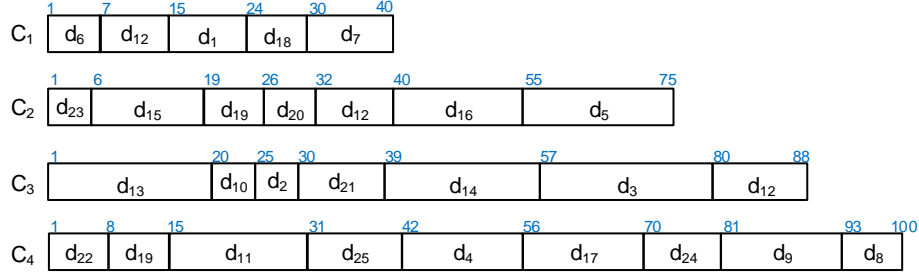 1 7 15 24 30 40
C₁ d₆ d₁₂ d₁ d₁₈ d₇
1 6 19 26 32 40 55 75
C₂ d₂₃ d₁₅ d₁₉ d₂₀ d₁₂ d₁₆ d₅
1 20 25 30 39 57 80 88
C₃ d₁₃ d₁₀ d₂ d₂₁ d₁₄ d₃ d₁₂
1 8 15 31 42 56 70 81 93 100
C₄ d₂₂ d₁₉ d₁₁ d₂₅ d₄ d₁₇ d₂₄ d₉ d₈